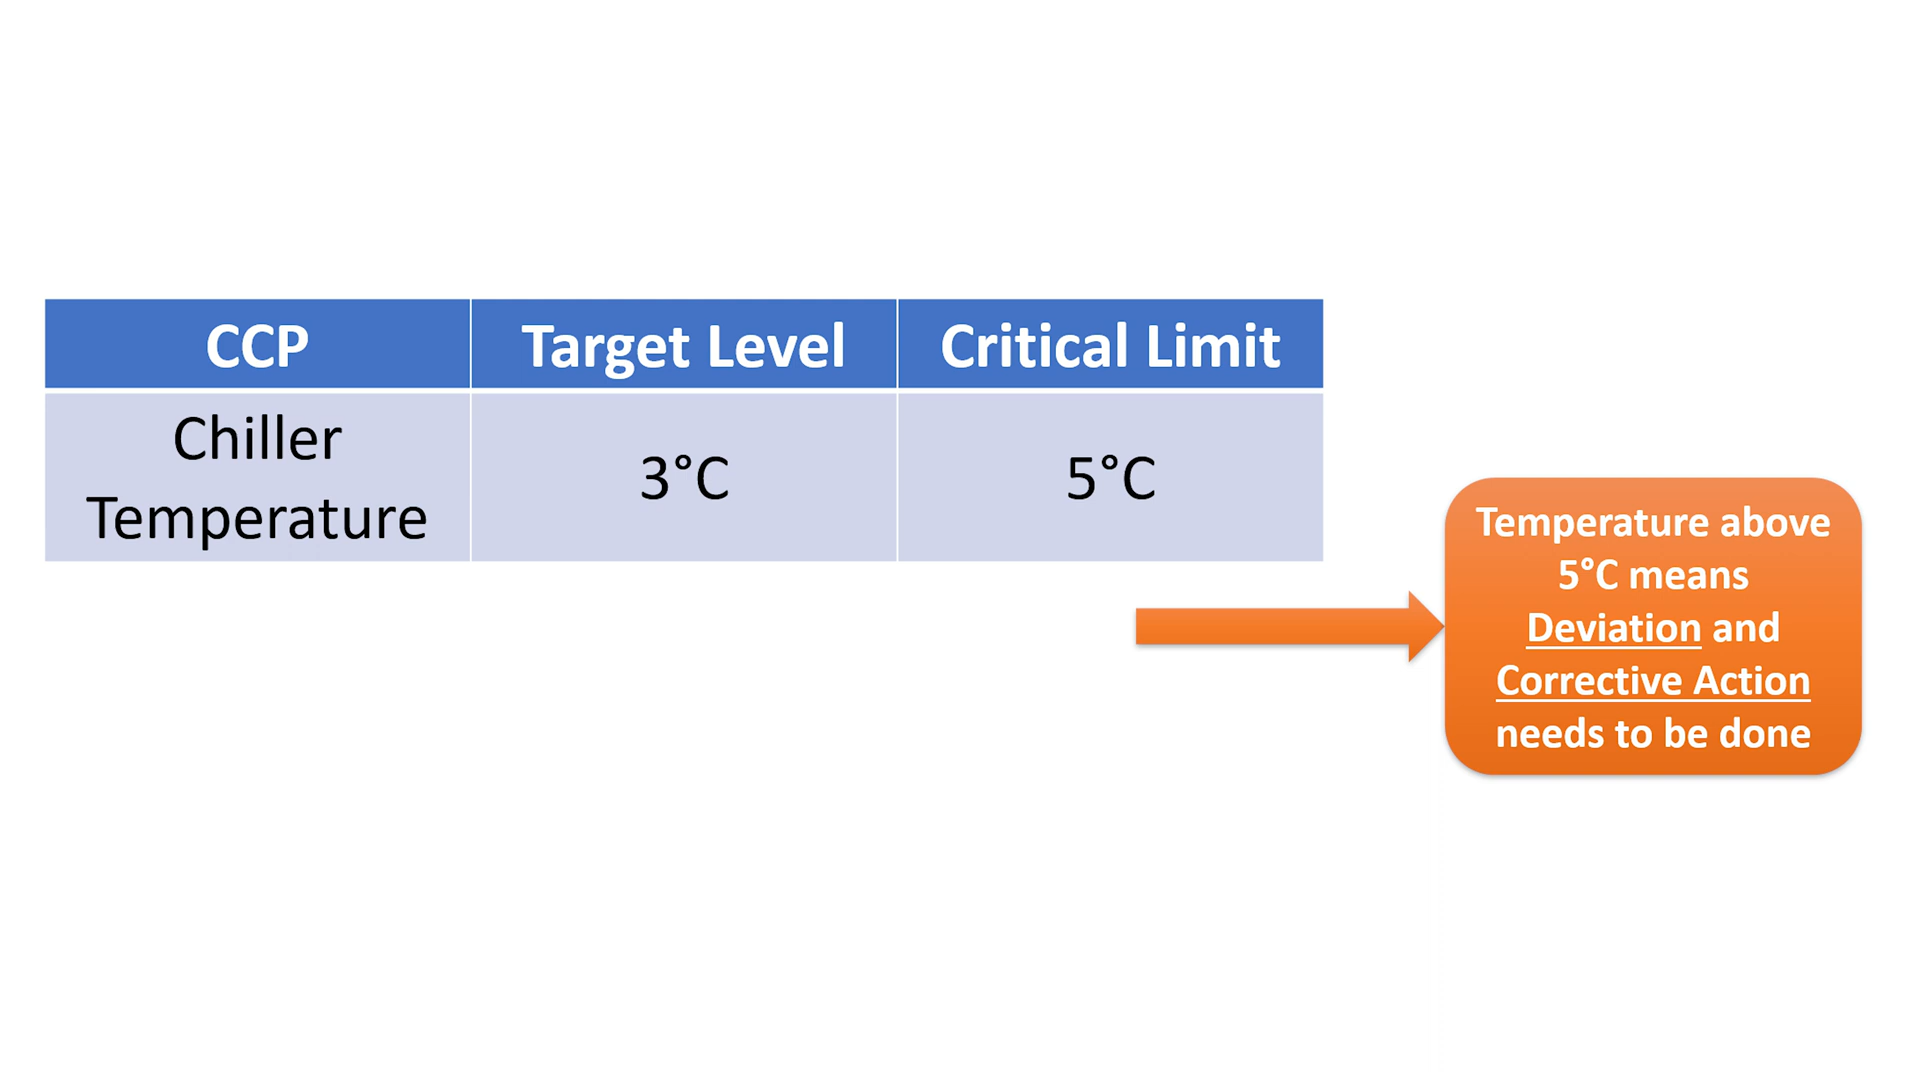 CCP
Target Level
Critical Limit
Chiller
Temperature
3°C
5°C
Temperature above
5°C means
Deviation and
Corrective Action
needs to be done